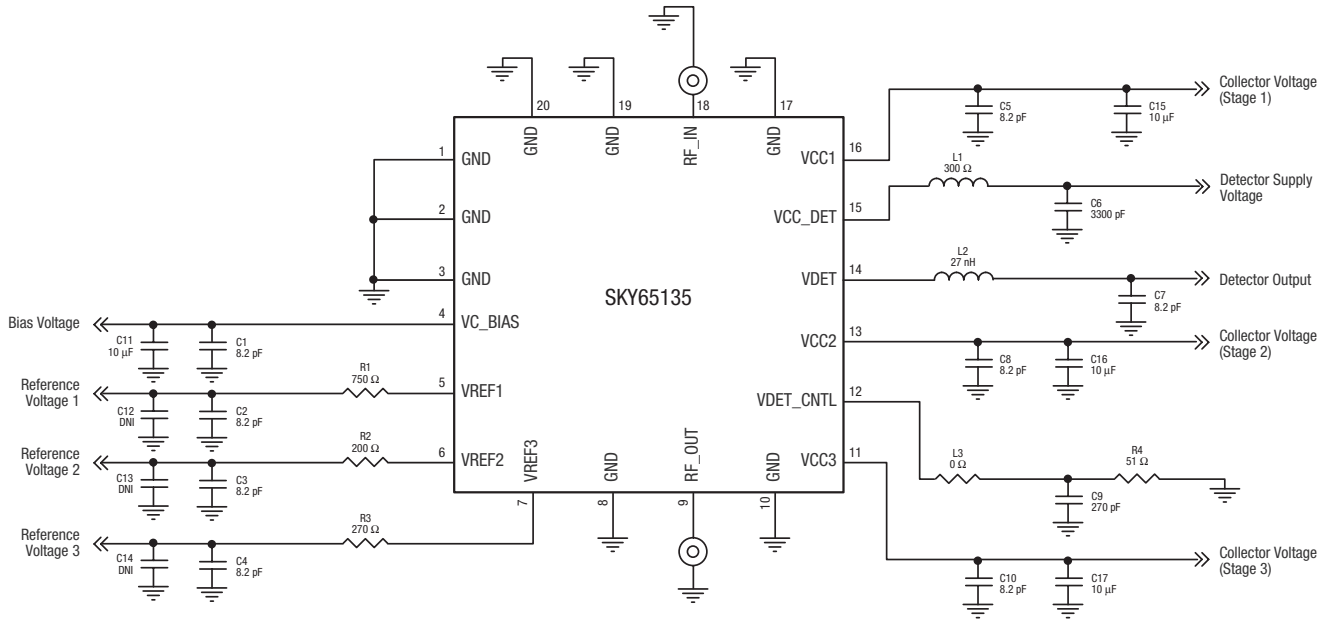 20
19
18
17
GND
GND
RF_IN
GND
1
GND
2
GND
3
GND
SKY65135
Bias Voltage
4
VC_BIAS
C11
10 µF
C1
8.2 pF
Reference
Voltage 1
R1
750 Ω
5
VREF1
C12
DNI
C2
8.2 pF
Reference
Voltage 2
R2
200 Ω
6
VREF2
C13
DNI
C3
8.2 pF
Reference
Voltage 3
R3
270 Ω
7
VREF3
C14
DNI
C4
8.2 pF
GND
8
RF_OUT
9
GND
10
VCC1
16
C5
8.2 pF
C15
10 µF
Collector Voltage
(Stage 1)
VCC_DET
15
L1
300 Ω
C6
3300 pF
Detector Supply
Voltage
VDET
14
L2
27 nH
C7
8.2 pF
Detector Output
VCC2
13
C8
8.2 pF
C16
10 µF
Collector Voltage
(Stage 2)
VDET_CNTL
12
L3
0 Ω
C9
270 pF
R4
51 Ω
VCC3
11
C10
8.2 pF
C17
10 µF
Collector Voltage
(Stage 3)